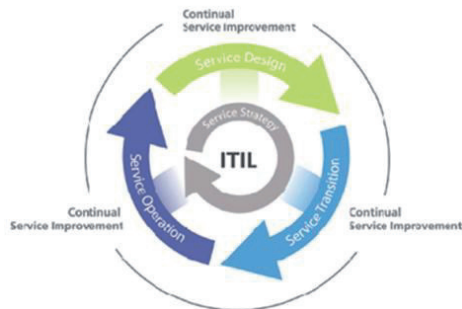 Continual
Service Improvement
Service Design
Service Strategy
ITIL
Service Operation
Service Transition
Continual
Service Improvement
Continual
Service Improvement